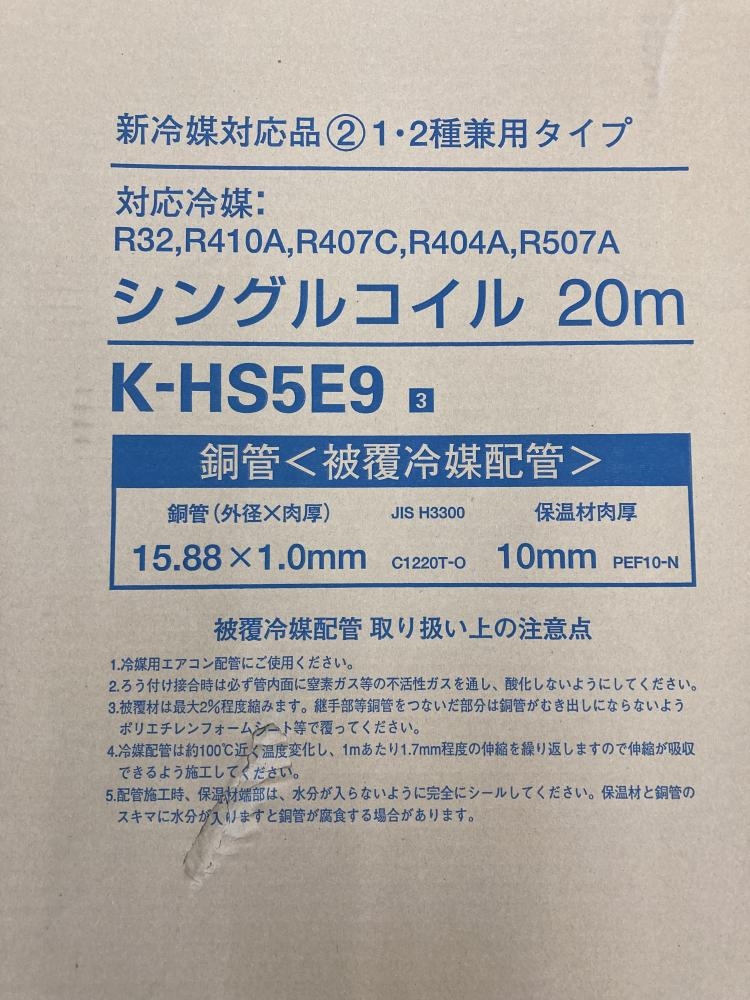 新冷媒対応品②1・2種兼用タイプ
対応冷媒:
R32,R410A,R407C,R404A,R507A
シングルコイル 20m
K-HS5E9 3
銅管<被覆冷媒配管>
銅管(外径×肉厚) JIS H3300 保温材肉厚
15.88×1.0mm C1220T-O 10mm PEF10-N
被覆冷媒配管 取り扱い上の注意点
1.冷媒用エアコン配管にご使用ください。
2.ろう付け接合時は必ず管内面に窒素ガス等の不活性ガスを通し、酸化しないようにしてください。
3.被覆材は最大2%程度縮みます。継手部等銅管をつないだ部分は銅管がむき出しにならないよう
ポリエチレンフォームシート等で覆ってください。
4.冷媒配管は約100℃近く温度変化し、1mあたり1.7mm程度の伸縮を繰り返しますので伸縮が吸収
できるよう施工してください。
5.配管施工時、保温材端部は、水分が入らないように完全にシールしてください。保温材と銅管の
スキマに水分が入りますと銅管が腐食する場合があります。